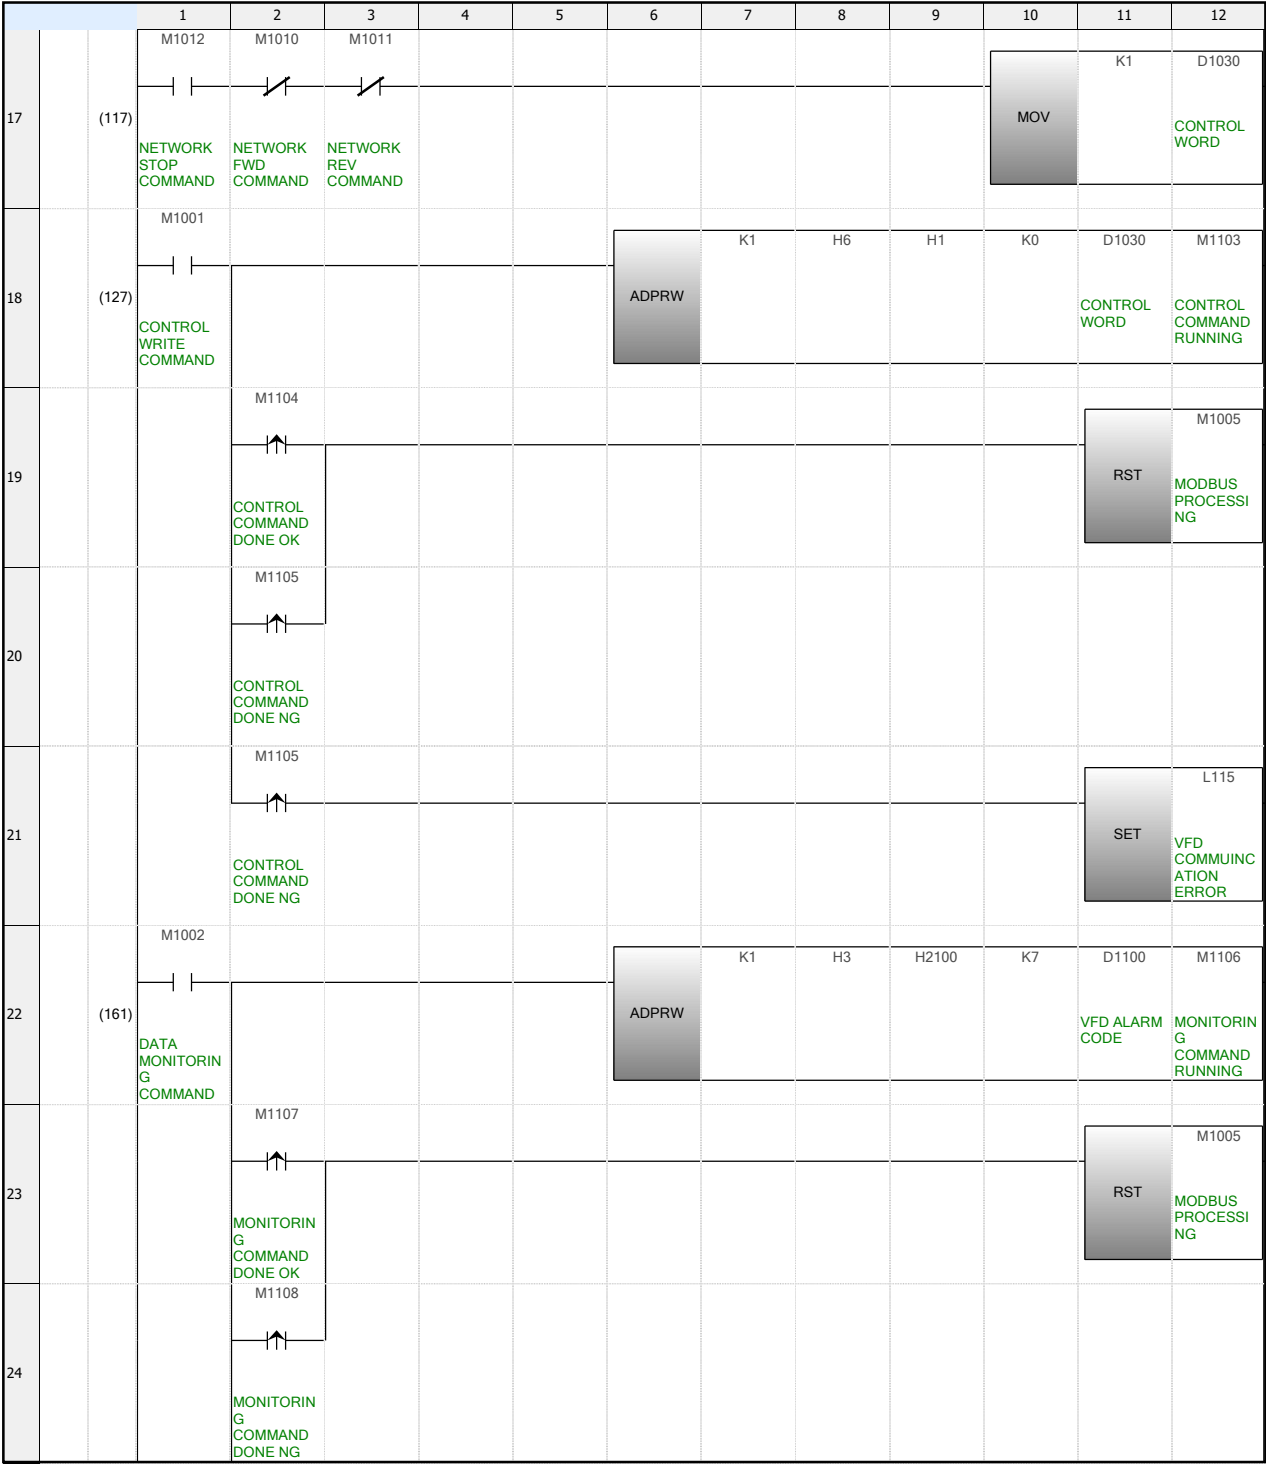 1 2 3 4 5 6 7 8 9 10 11 12
M1012 M1010 M1011
K1 D1030
17 (117) MOV
NETWORK NETWORK NETWORK CONTROL
STOP FWD REV WORD
COMMAND COMMAND COMMAND
M1001
K1 H6 H1 K0 D1030 M1103
18 (127) ADPRW
CONTROL CONTROL CONTROL
WRITE WORD COMMAND
COMMAND RUNNING
M1104
M1005
19 RST
CONTROL MODBUS
COMMAND PROCESSI
DONE OK NG
M1105
20
CONTROL
COMMAND
DONE NG
M1105
L115
21 SET
CONTROL VFD
COMMAND COMMUINC
DONE NG ATION
ERROR
M1002
K1 H3 H2100 K7 D1100 M1106
22 (161) ADPRW
DATA VFD ALARM MONITORIN
MONITORIN CODE G
G COMMAND
COMMAND RUNNING
M1107
M1005
23 RST
MONITORIN MODBUS
G PROCESSI
COMMAND NG
DONE OK
M1108
24
MONITORIN
G
COMMAND
DONE NG